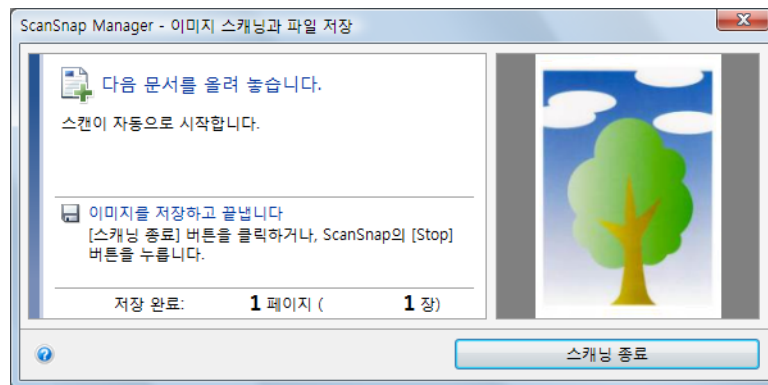 ScanSnap Manager - 이미지 스캐닝과 파일 저장
다음 문서를 올려 놓습니다.
스캔이 자동으로 시작합니다.
이미지를 저장하고 끝냅니다
[스캐닝 종료] 버튼을 클릭하거나, ScanSnap의 [Stop]
버튼을 누릅니다.
저장 완료: 1 페이지 ( 1 장)
스캐닝 종료